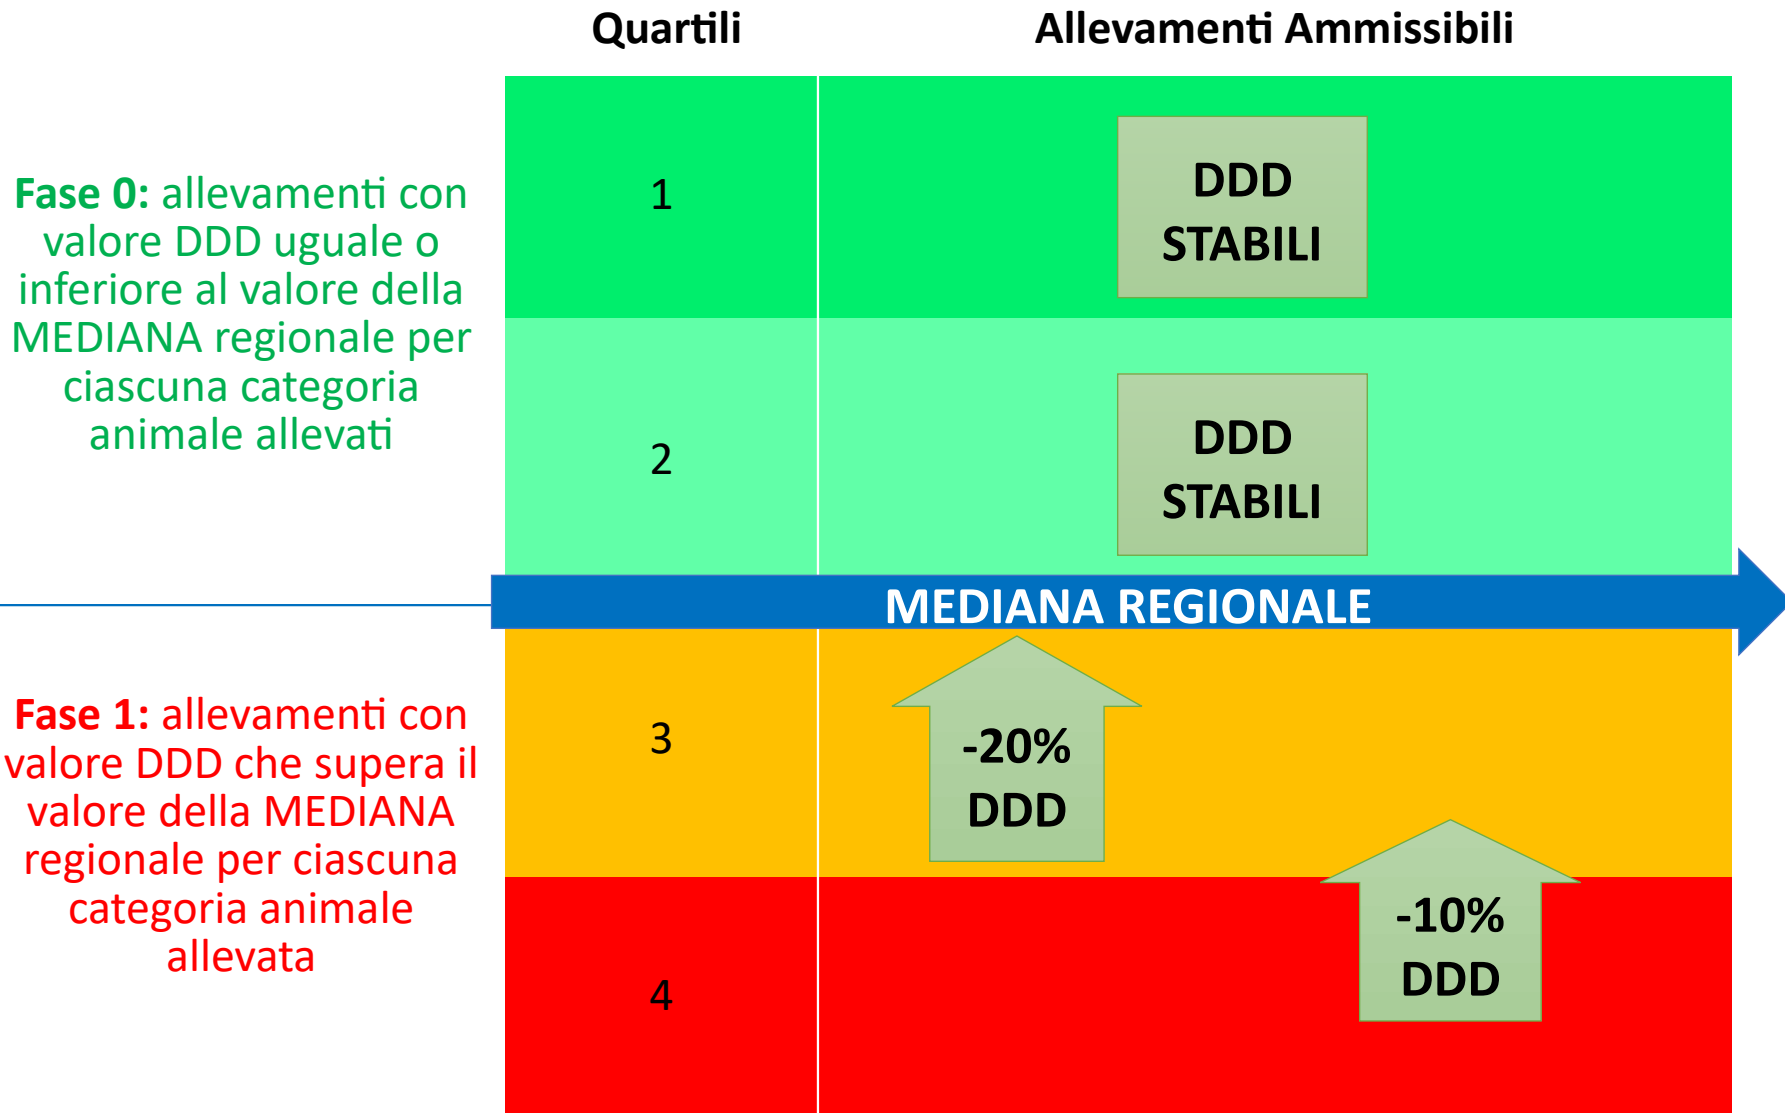 Quartili
Allevamenti Ammissibili
Fase 0: allevamenti con
valore DDD uguale o
inferiore al valore della
MEDIANA regionale per
ciascuna categoria
animale allevati
1
DDD
STABILI
2
DDD
STABILI
MEDIANA REGIONALE
Fase 1: allevamenti con
valore DDD che supera il
valore della MEDIANA
regionale per ciascuna
categoria animale
allevata
3
-20%
DDD
4
-10%
DDD